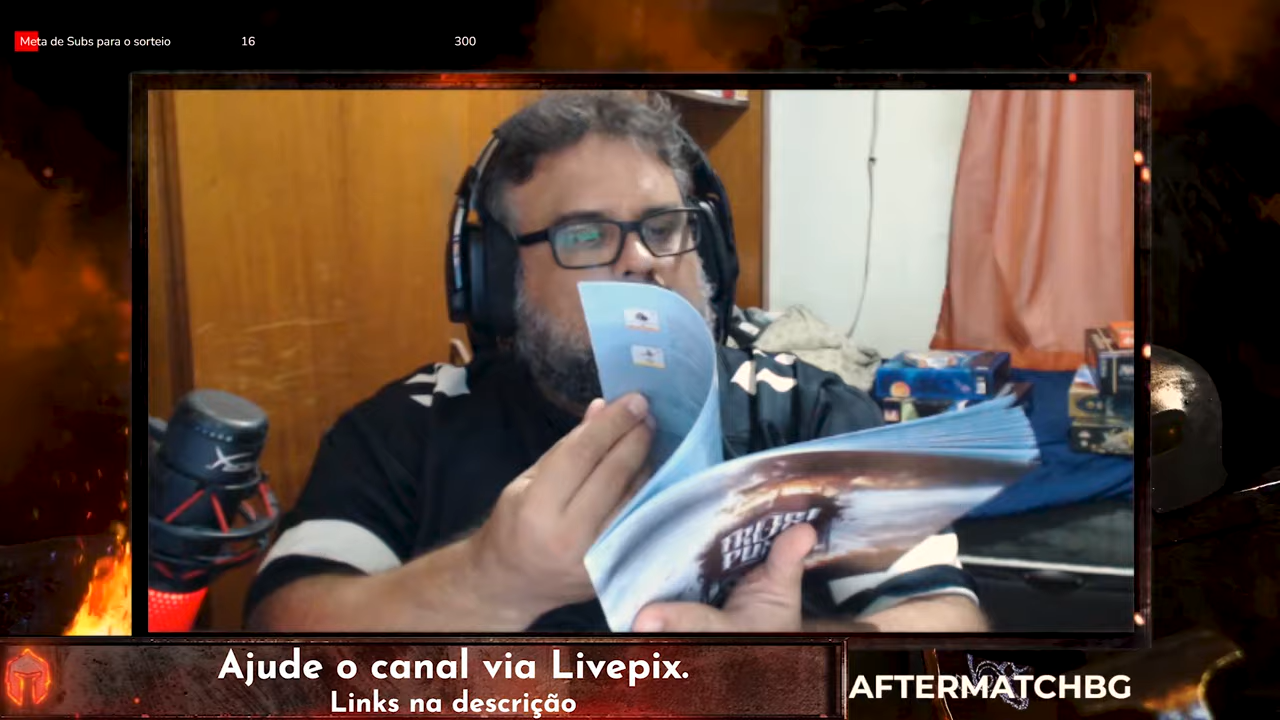 Meta de Subs para o sorteio 16 300
Ajude o canal via Livepix.
Links na descrição
AFTERMATCHBG